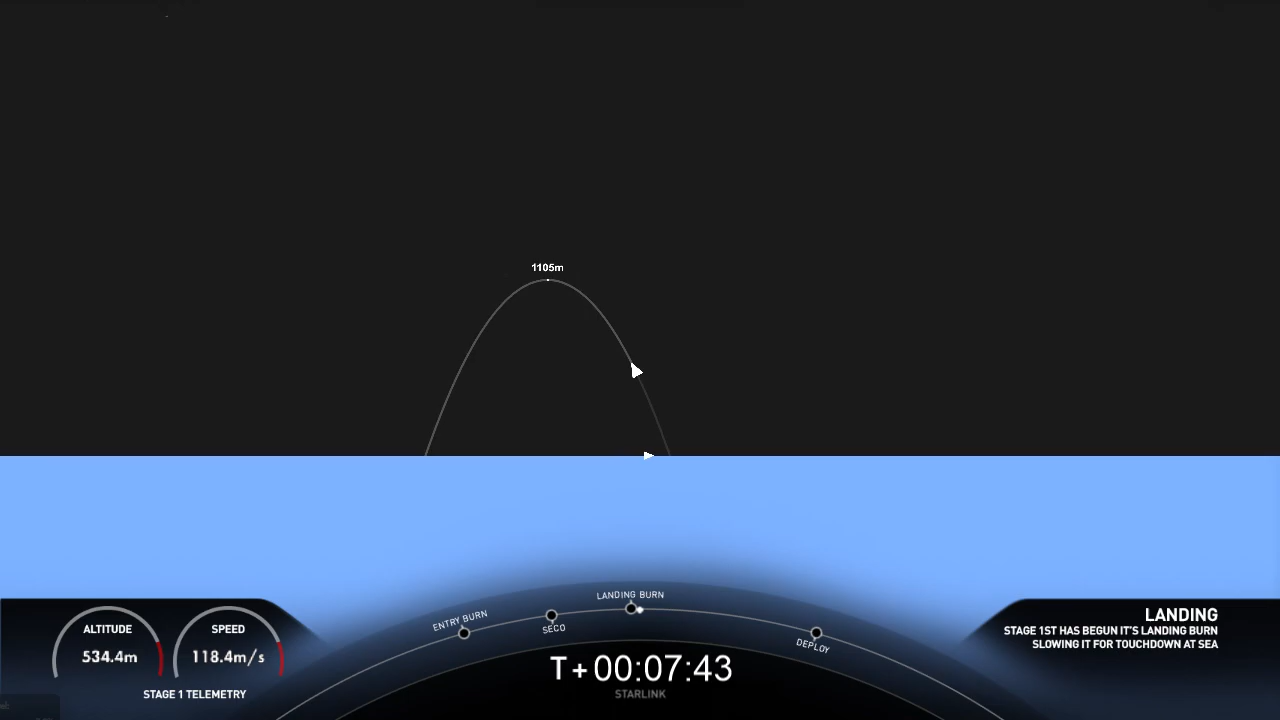 1105m
LANDING BURN
ENTRY BURN
SECO
DEPLOY
ALTITUDE
534.4m
SPEED
118.4m/s
STAGE 1 TELEMETRY
T+00:07:43
STARLINK
LANDING
STAGE 1ST HAS BEGUN IT'S LANDING BURN
SLOWING IT FOR TOUCHDOWN AT SEA